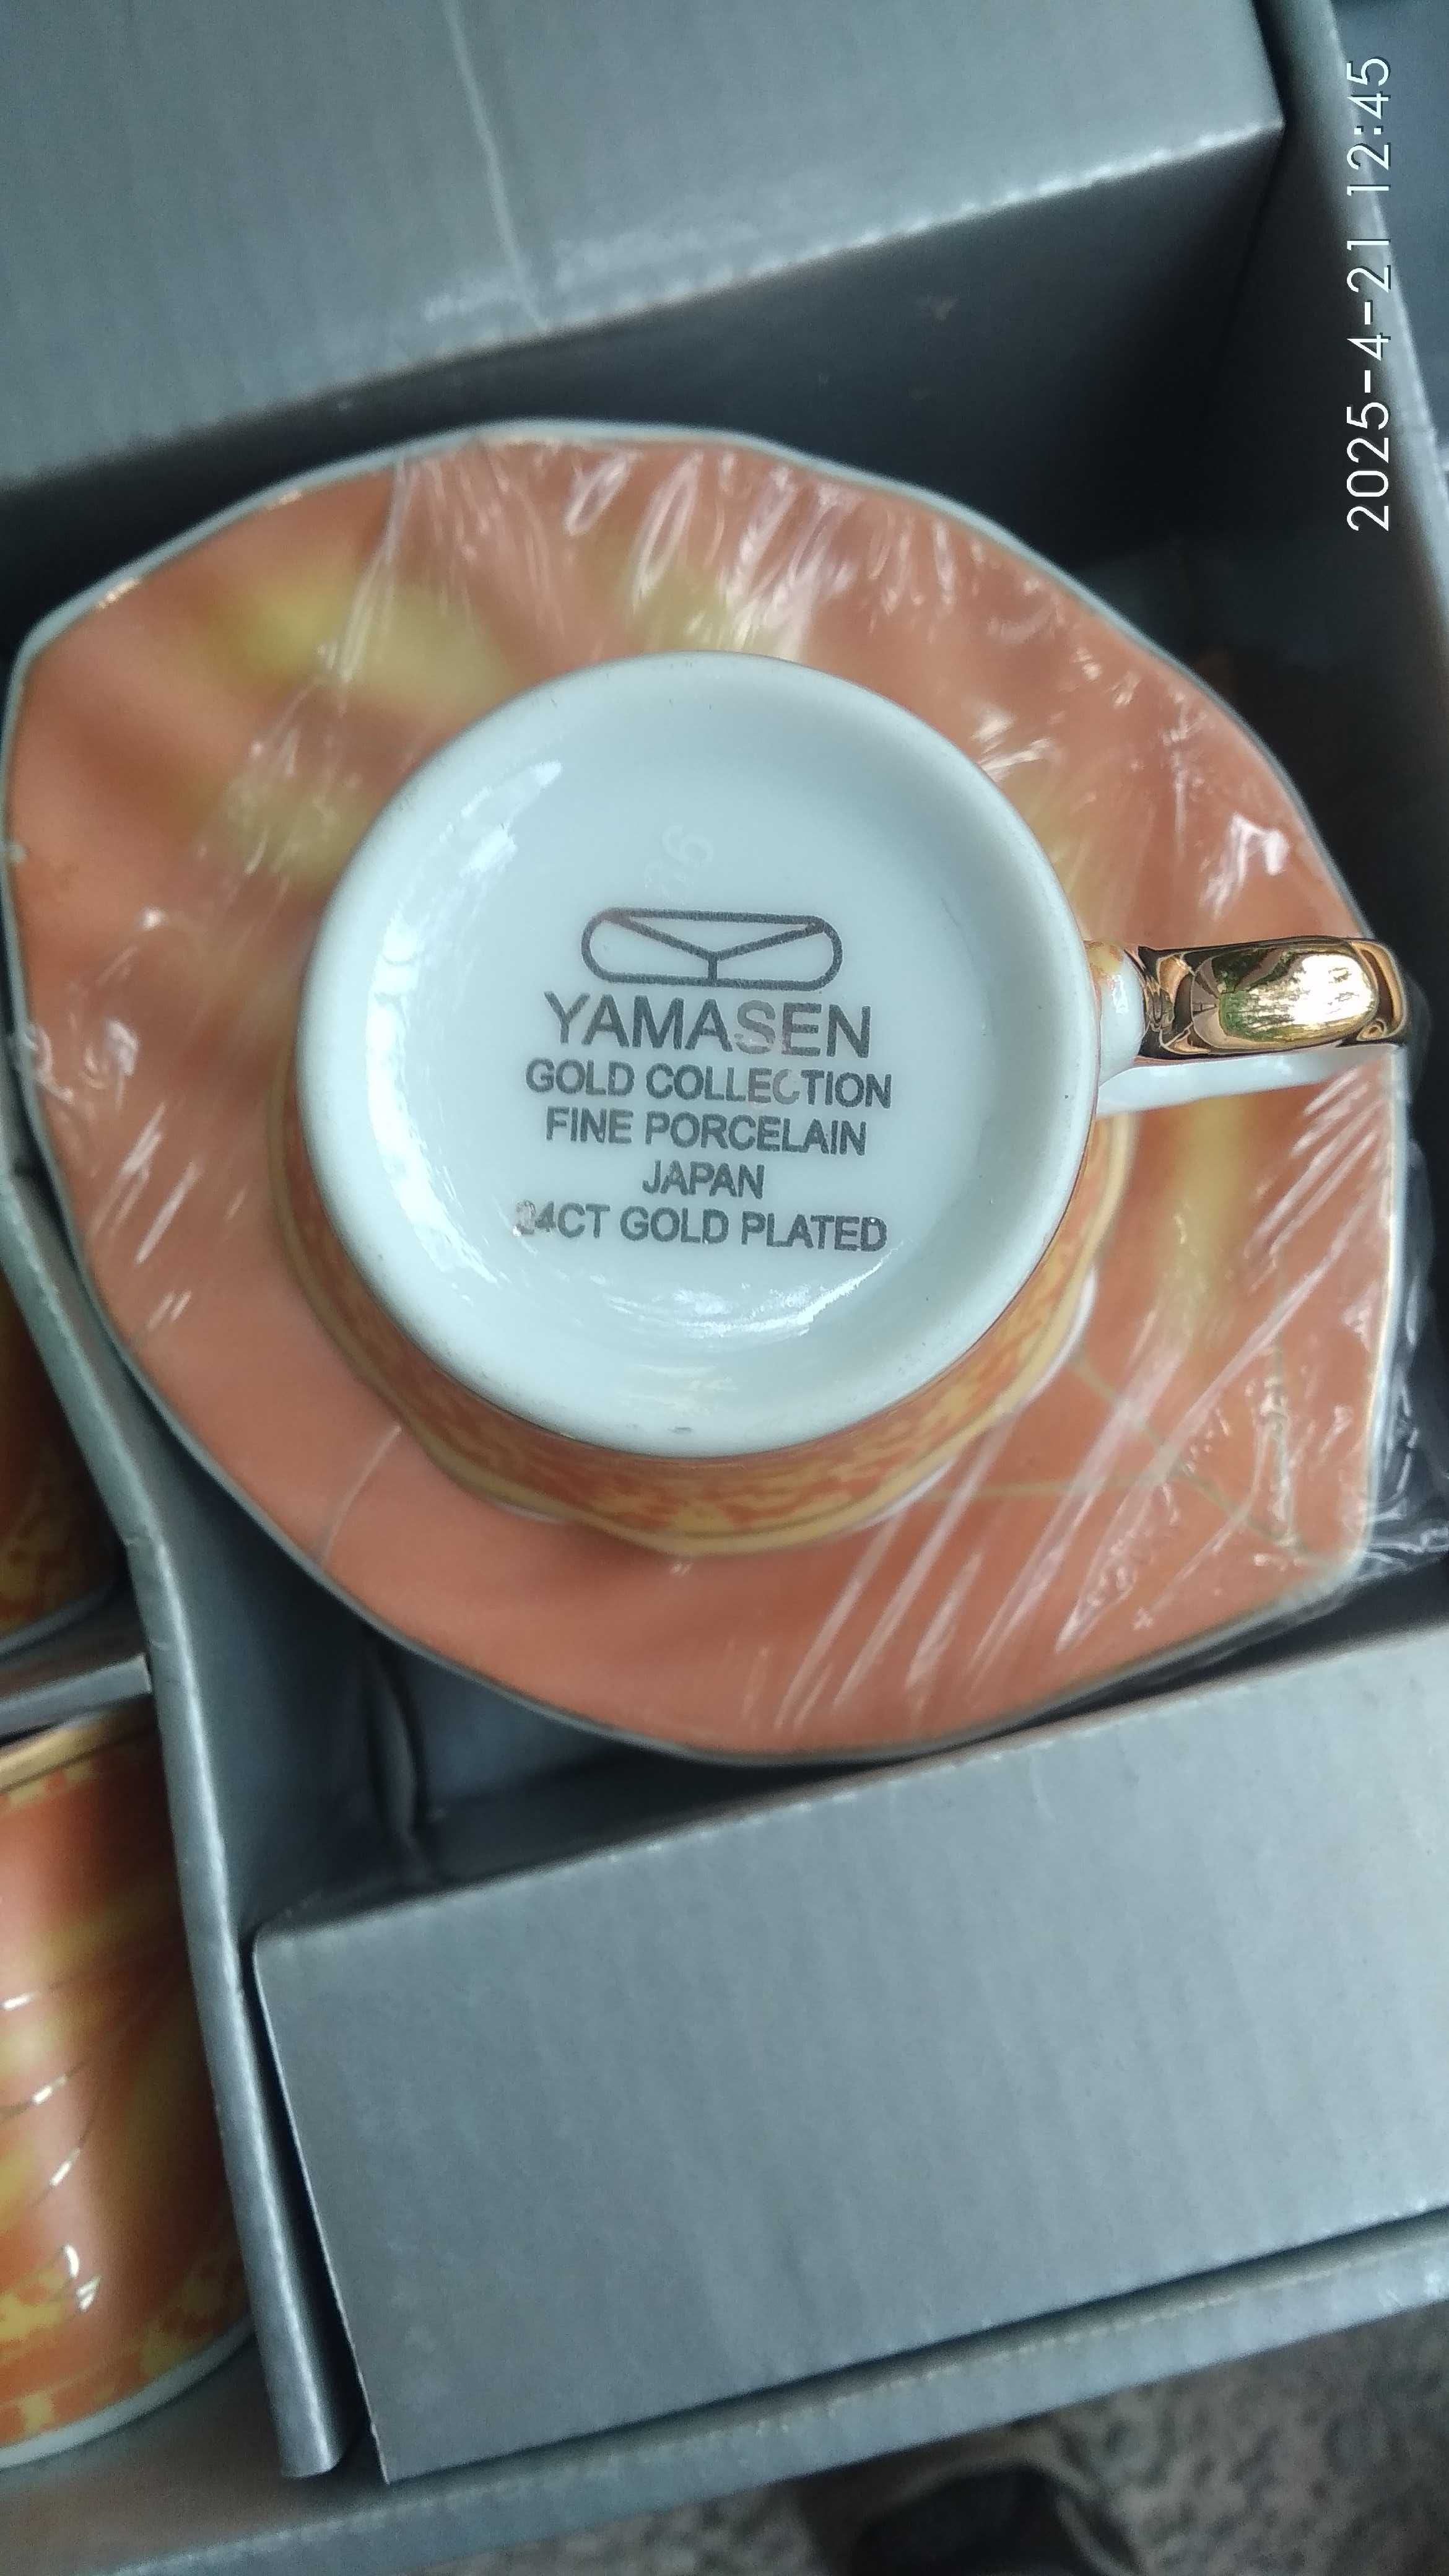 2025-4-21 12:45
YAMASEN
GOLD COLLECTION
FINE PORCELAIN
JAPAN
24CT GOLD PLATED